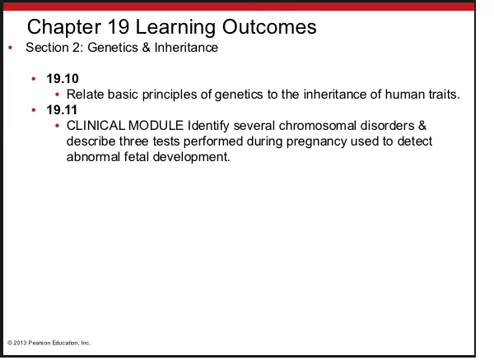 Chapter 19 Learning Outcomes
• Section 2: Genetics & Inheritance
• 19.10
• Relate basic principles of genetics to the inheritance of human traits.
• 19.11
• CLINICAL MODULE Identify several chromosomal disorders &
describe three tests performed during pregnancy used to detect
abnormal fetal development.
© 2013 Pearson Education, Inc.